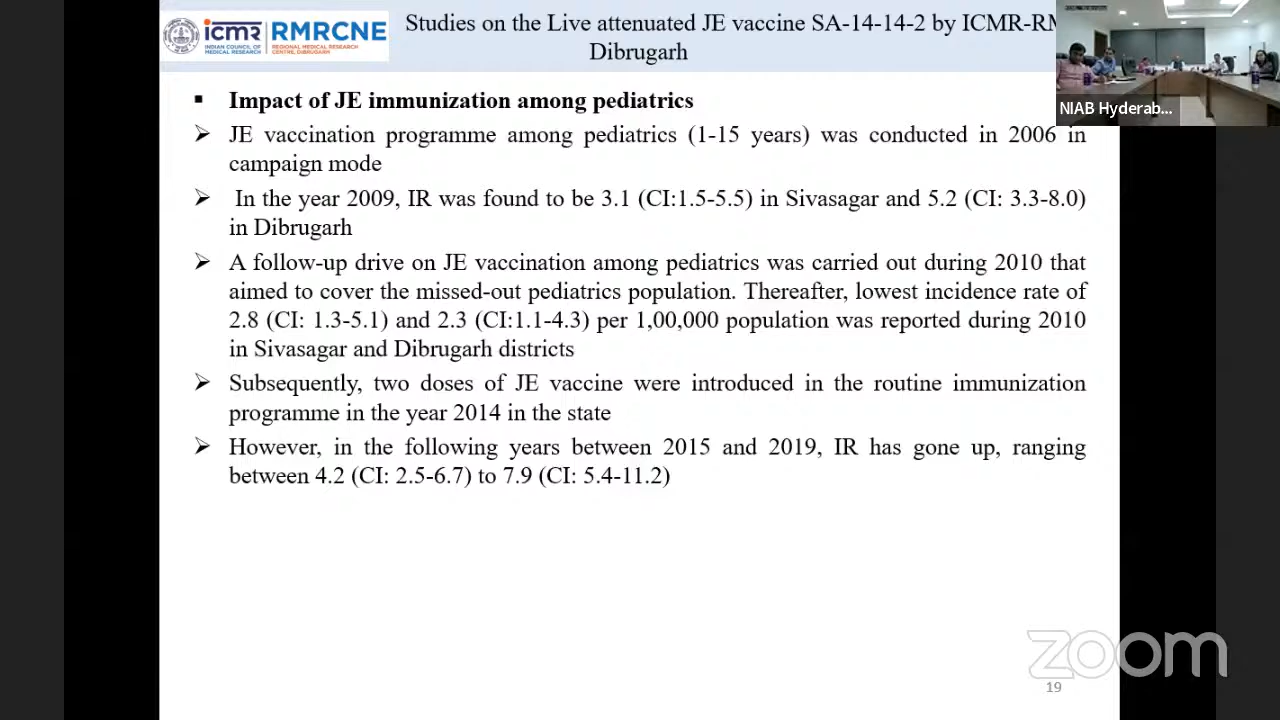 Studies on the Live attenuated JE vaccine SA-14-14-2 by ICMR-RM
Dibrugarh
icmr
INDIAN COUNCIL OF
MEDICAL RESEARCH
RMRCNE
REGIONAL MEDICAL RESEARCH
CENTRE, DIBRUGARH
NIAB Hyderab...
▪ Impact of JE immunization among pediatrics
➢ JE vaccination programme among pediatrics (1-15 years) was conducted in 2006 in
campaign mode
➢ In the year 2009, IR was found to be 3.1 (CI:1.5-5.5) in Sivasagar and 5.2 (CI: 3.3-8.0)
in Dibrugarh
➢ A follow-up drive on JE vaccination among pediatrics was carried out during 2010 that
aimed to cover the missed-out pediatrics population. Thereafter, lowest incidence rate of
2.8 (CI: 1.3-5.1) and 2.3 (CI:1.1-4.3) per 1,00,000 population was reported during 2010
in Sivasagar and Dibrugarh districts
➢ Subsequently, two doses of JE vaccine were introduced in the routine immunization
programme in the year 2014 in the state
➢ However, in the following years between 2015 and 2019, IR has gone up, ranging
between 4.2 (CI: 2.5-6.7) to 7.9 (CI: 5.4-11.2)
zoom
19